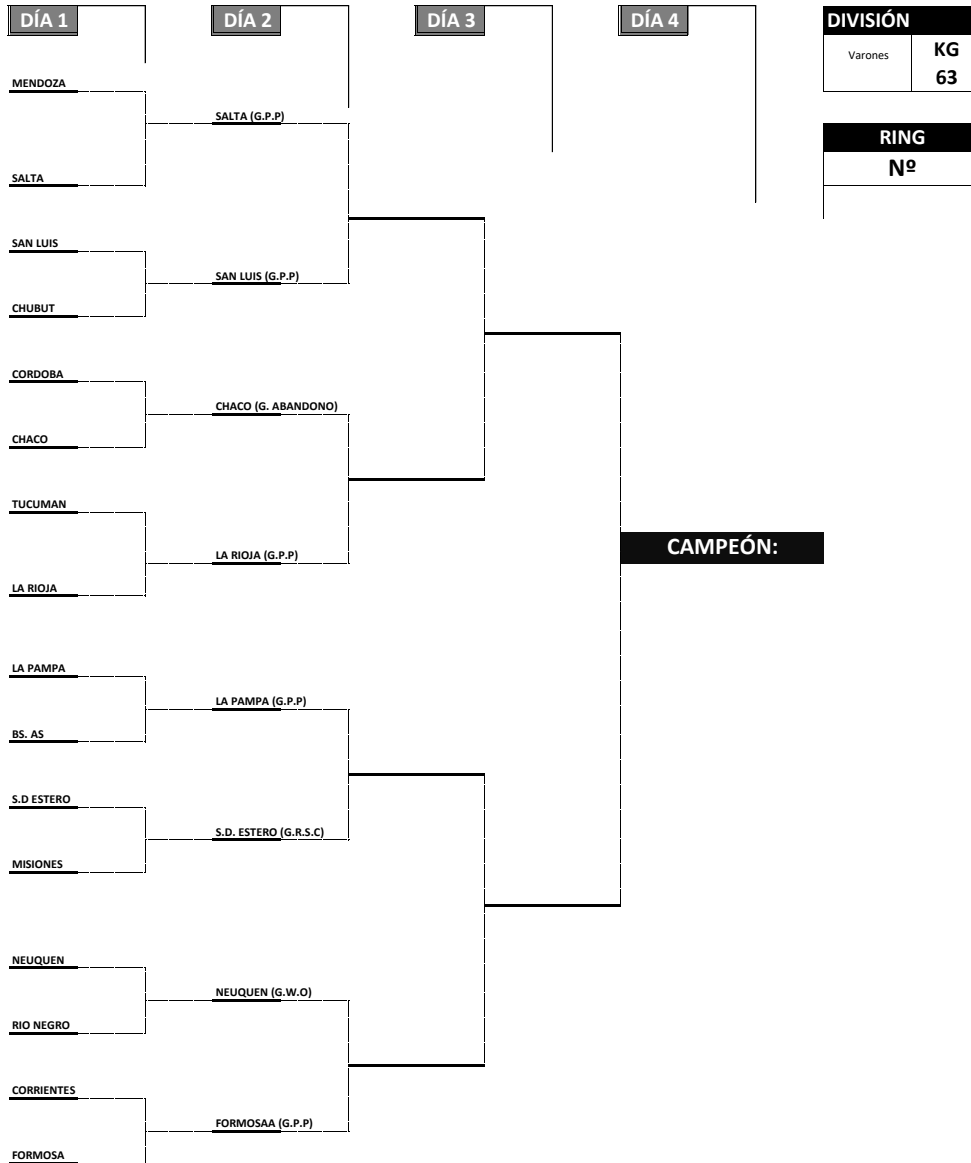 DÍA 1
DÍA 2
DÍA 3
DÍA 4
DIVISIÓN
Varones
KG
63
RING
Nº
MENDOZA
SALTA (G.P.P)
SALTA
SAN LUIS
SAN LUIS (G.P.P)
CHUBUT
CORDOBA
CHACO (G. ABANDONO)
CHACO
TUCUMAN
CAMPEÓN:
LA RIOJA (G.P.P)
LA RIOJA
LA PAMPA
LA PAMPA (G.P.P)
BS. AS
S.D ESTERO
S.D. ESTERO (G.R.S.C)
MISIONES
NEUQUEN
NEUQUEN (G.W.O)
RIO NEGRO
CORRIENTES
FORMOSAA (G.P.P)
FORMOSA